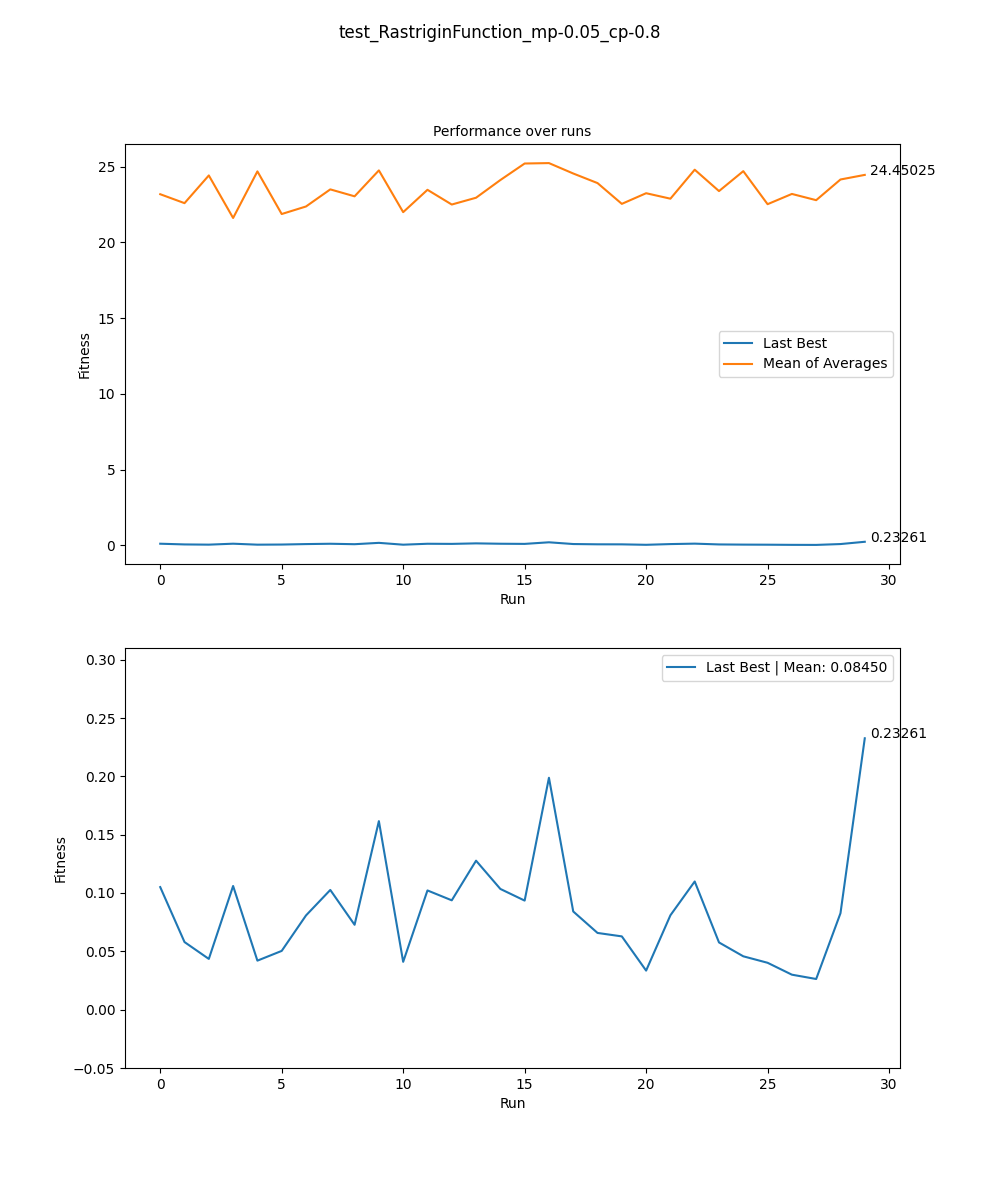 test_RastriginFunction_mp-0.05_cp-0.8
Performance over runs
25
20
15
10
5
0
Fitness
24.45025
Last Best
Mean of Averages
0.23261
0 5 10 15 20 25 30
Run
0.30
0.25
0.20
0.15
0.10
0.05
0.00
−0.05
Fitness
Last Best | Mean: 0.08450
0.23261
0 5 10 15 20 25 30
Run